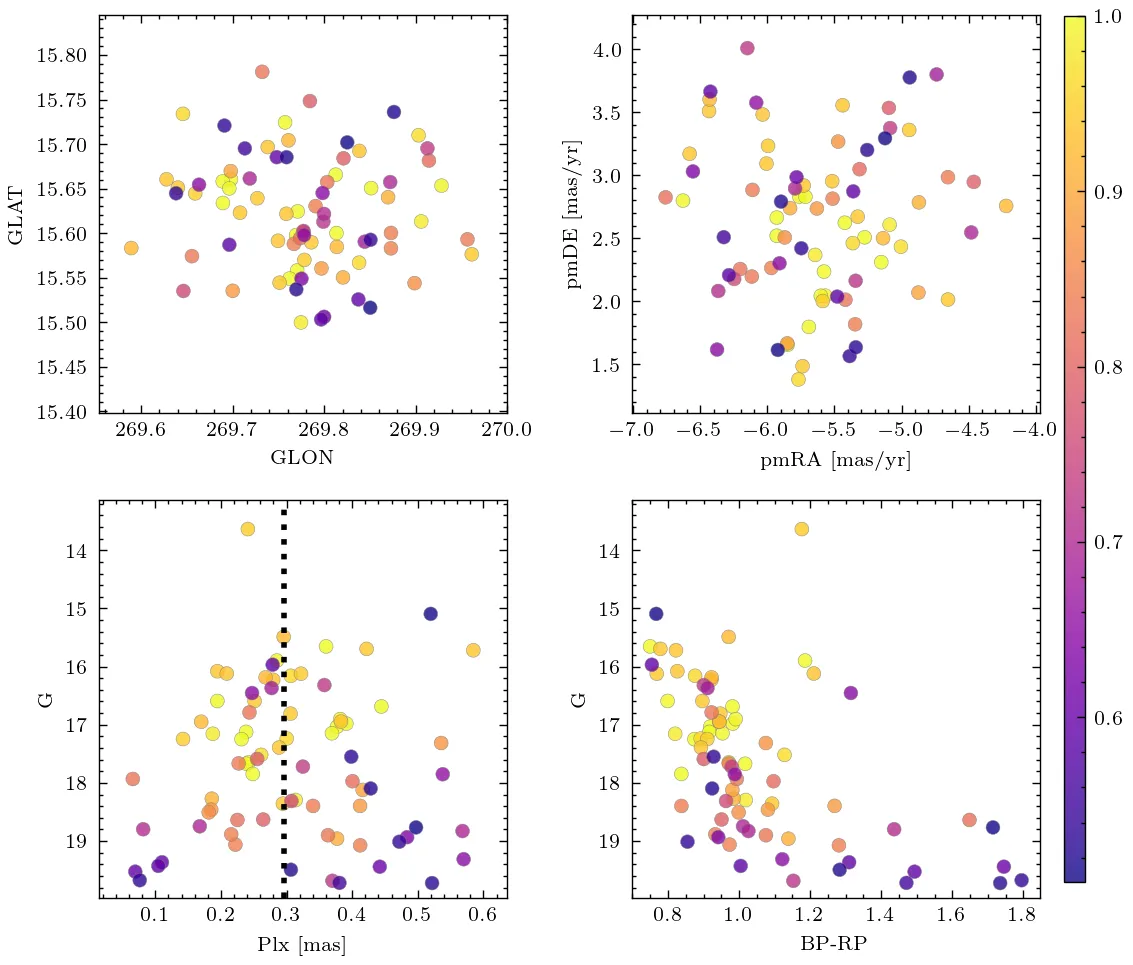 15.80
15.75
15.70
15.65
15.60
15.55
15.50
15.45
15.40
GLAT
269.6 269.7 269.8 269.9 270.0
GLON
4.0
3.5
3.0
2.5
2.0
1.5
pmDE [mas/yr]
−7.0 −6.5 −6.0 −5.5 −5.0 −4.5 −4.0
pmRA [mas/yr]
1.0
0.9
0.8
0.7
0.6
14
15
16
17
18
19
G
0.1 0.2 0.3 0.4 0.5 0.6
Plx [mas]
14
15
16
17
18
19
G
0.8 1.0 1.2 1.4 1.6 1.8
BP-RP